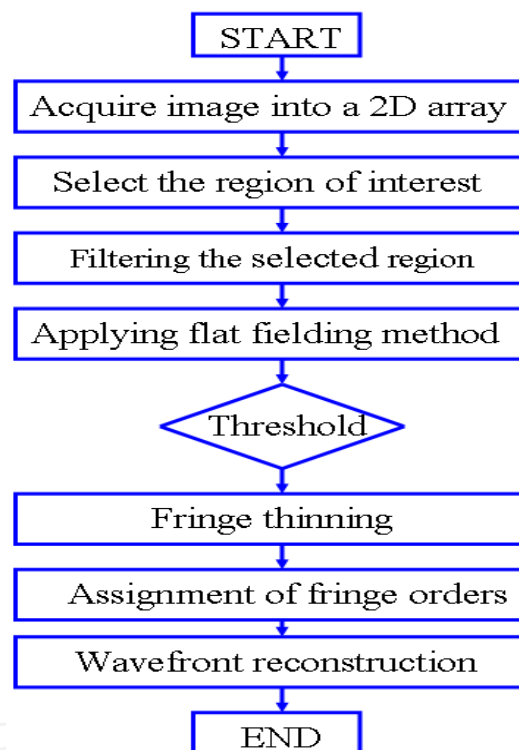 START
Acquire image into a 2D array
Select the region of interest
Filtering the selected region
Applying flat fielding method
Threshold
Fringe thinning
Assignment of fringe orders
Wavefront reconstruction
END